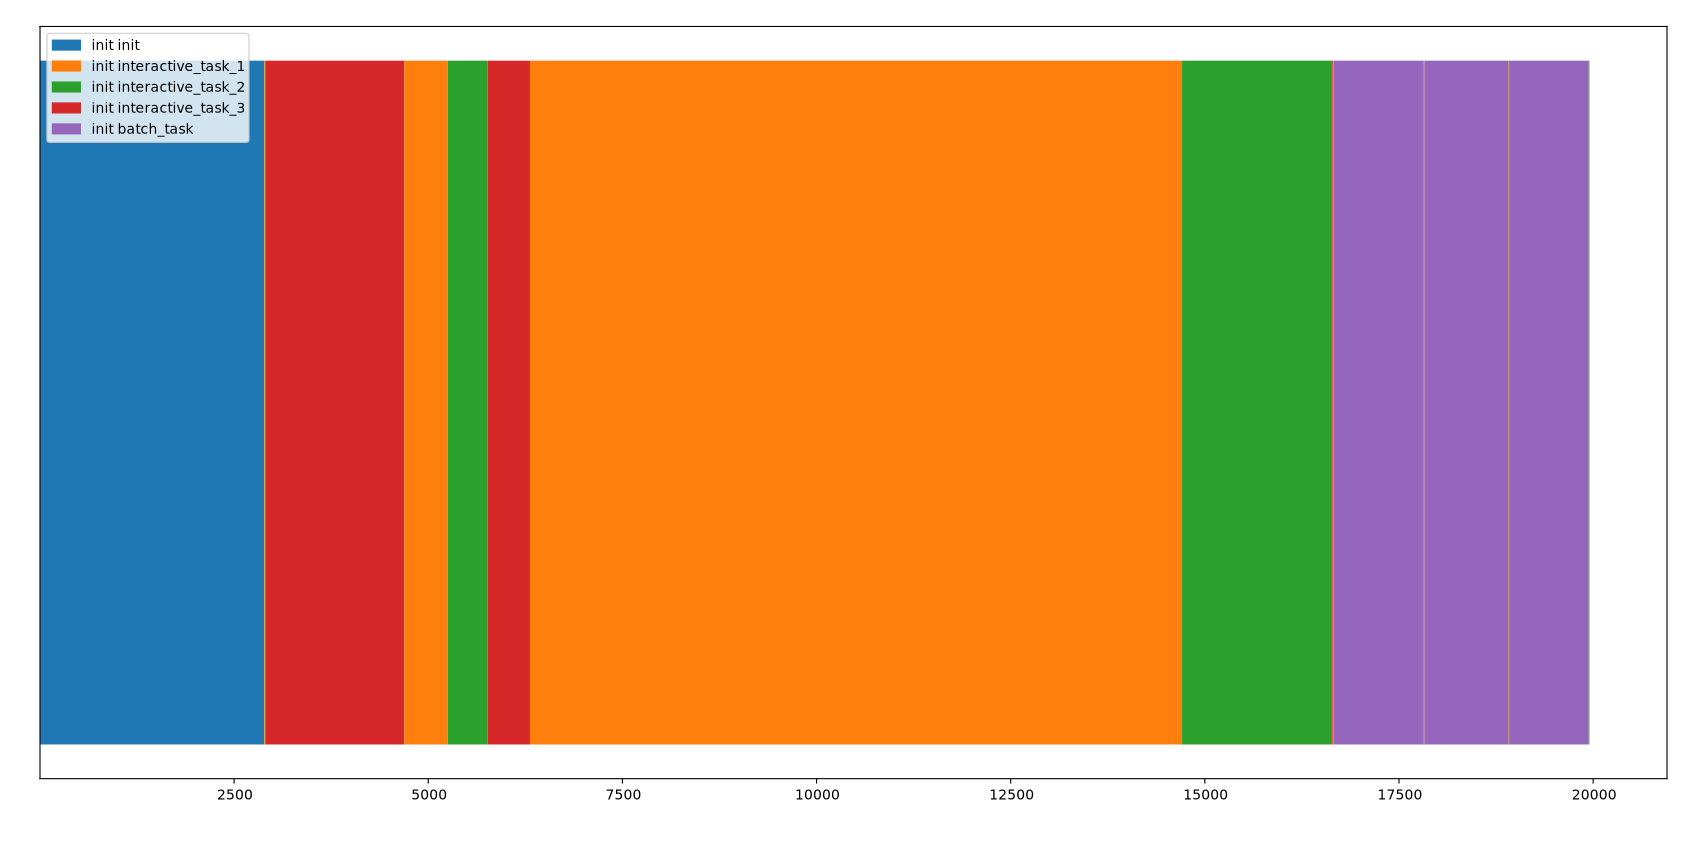 init init
init interactive_task_1
init interactive_task_2
init interactive_task_3
init batch_task
2500 5000 7500 10000 12500 15000 17500 20000